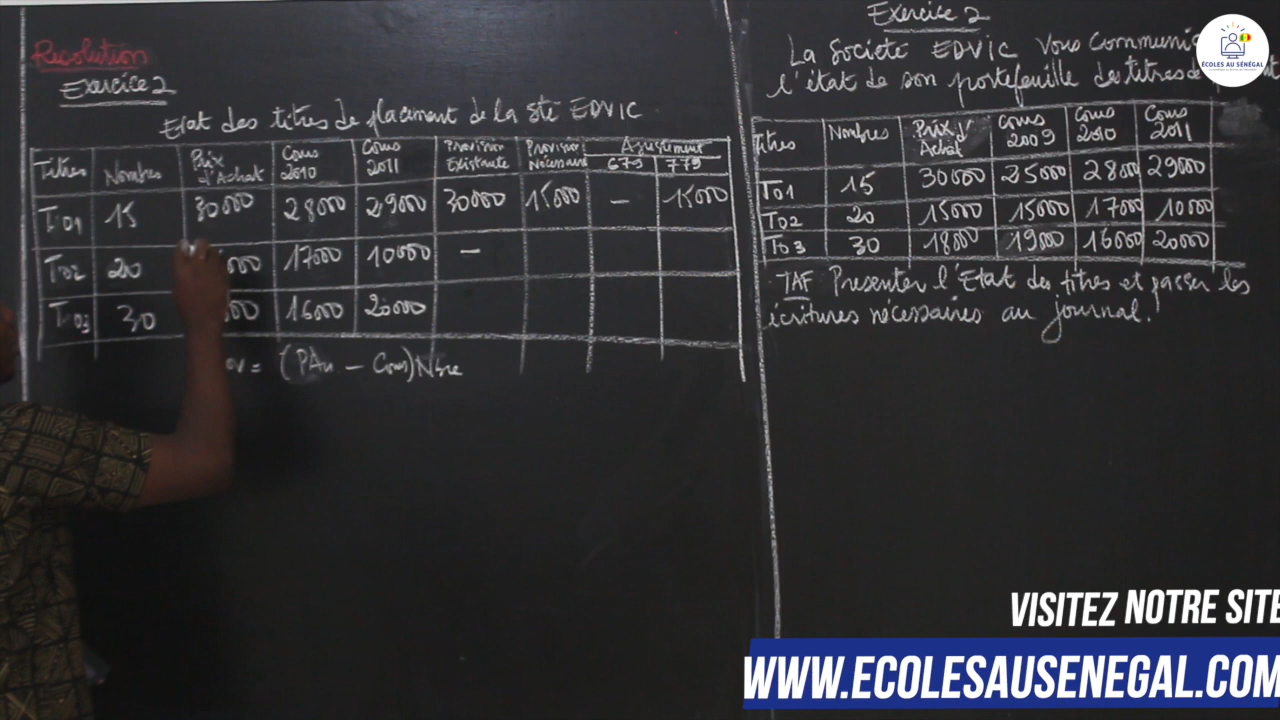 Resolution
Exercice 2
Etat des titres de placement de la sté EDVIC
Titres Nombres Prix d'Achat Cours 2010 Cours 2011 Provision Existante Provision Nécessaire Ajustement 679 779
T01 15 30000 28000 29000 30000 15000 – 15000
T02 20 000 17000 10000 –
T03 30 000 16000 20000
= (PAu – Cours) Nbre
Exercice 2
La Société EDVIC vous Communi
l'état de son portefeuille des titres de
Titres Nombres Prix d'Achat Cours 2009 Cours 2010 Cours 2011
T01 15 30000 25000 28000 29000
T02 20 15000 15000 17000 10000
T03 30 18000 19000 16000 20000
TAF Presenter l'Etat des titres et passer les
écritures nécessaires au journal.
ÉCOLES AU SÉNÉGAL
VISITEZ NOTRE SITE
WWW.ECOLESAUSENEGAL.COM